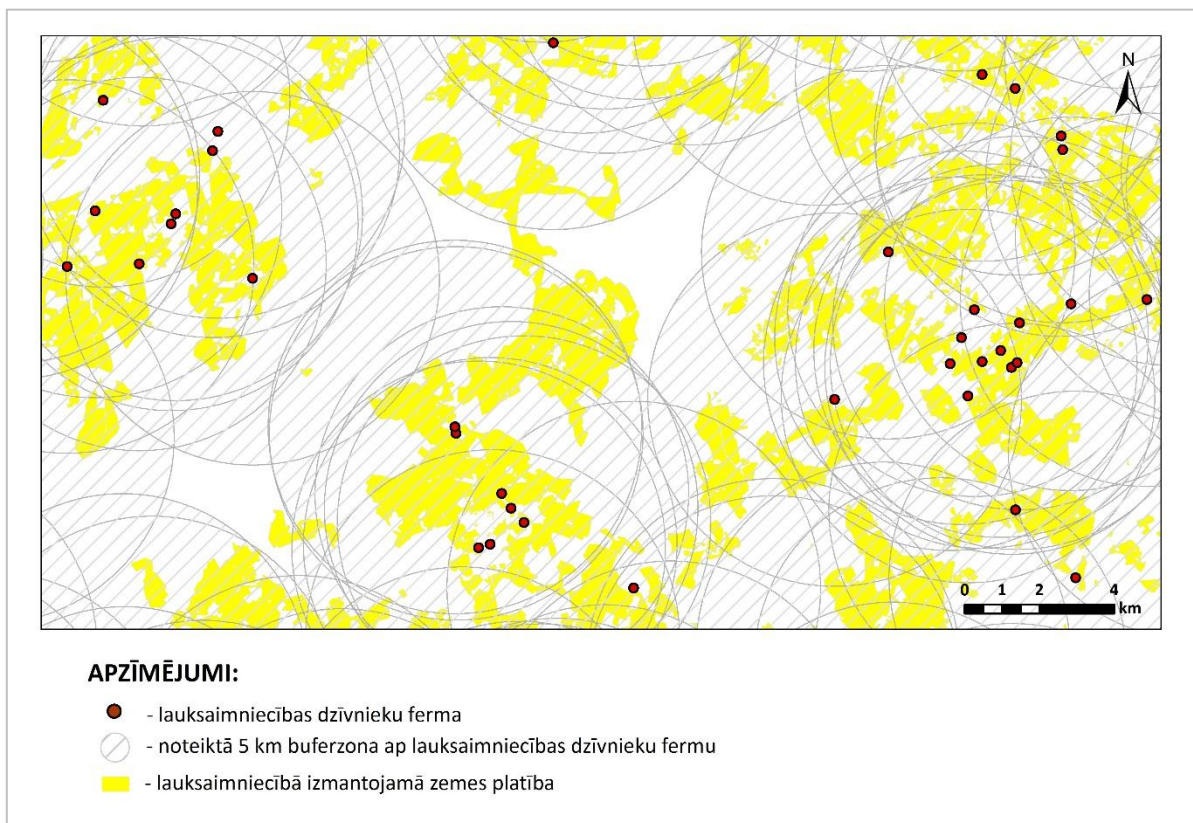 N
0 1 2 4
km
APZĪMĒJUMI:
- lauksaimniecības dzīvnieku ferma
- noteiktā 5 km buferzona ap lauksaimniecības dzīvnieku fermu
- lauksaimniecībā izmantojamā zemes platība